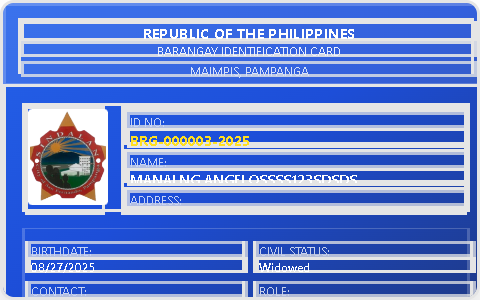 REPUBLIC OF THE PHILIPPINES
BARANGAY IDENTIFICATION CARD
MAIMPIS, PAMPANGA
ID NO:
BRG-000003-2025
NAME:
MANALNG ANGELOSSSS123SDSDS
ADDRESS:
BIRTHDATE:
08/27/2025
CIVIL STATUS:
Widowed
CONTACT:
ROLE: